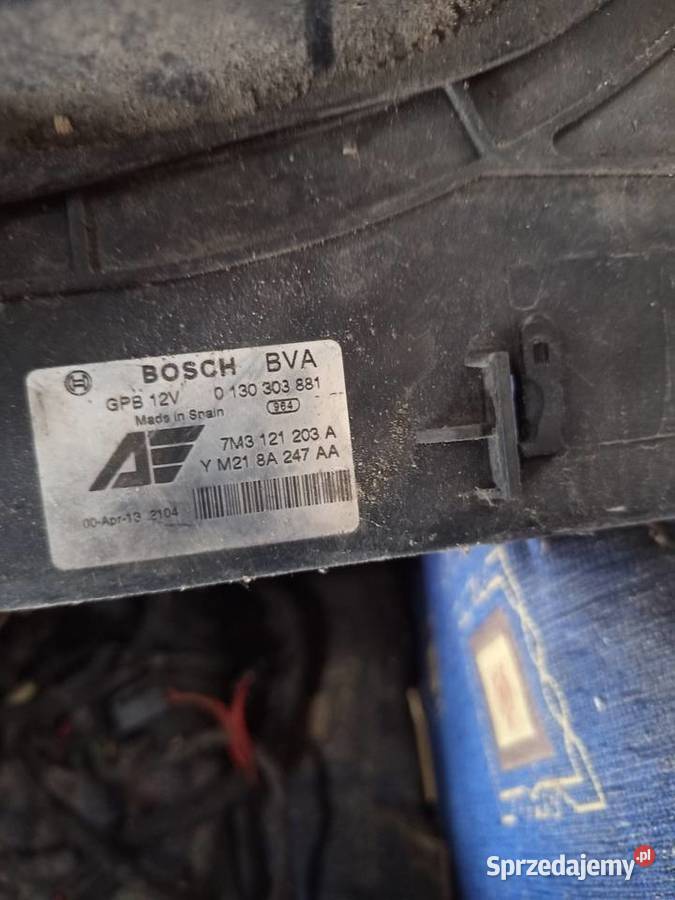 BOSCH BVA
GPB 12V 0 130 303 881
Made in Spain 964
7M3 121 203 A
Y M21 8A 247 AA
00-Apr-13 2104
Sprzedajemy.pl